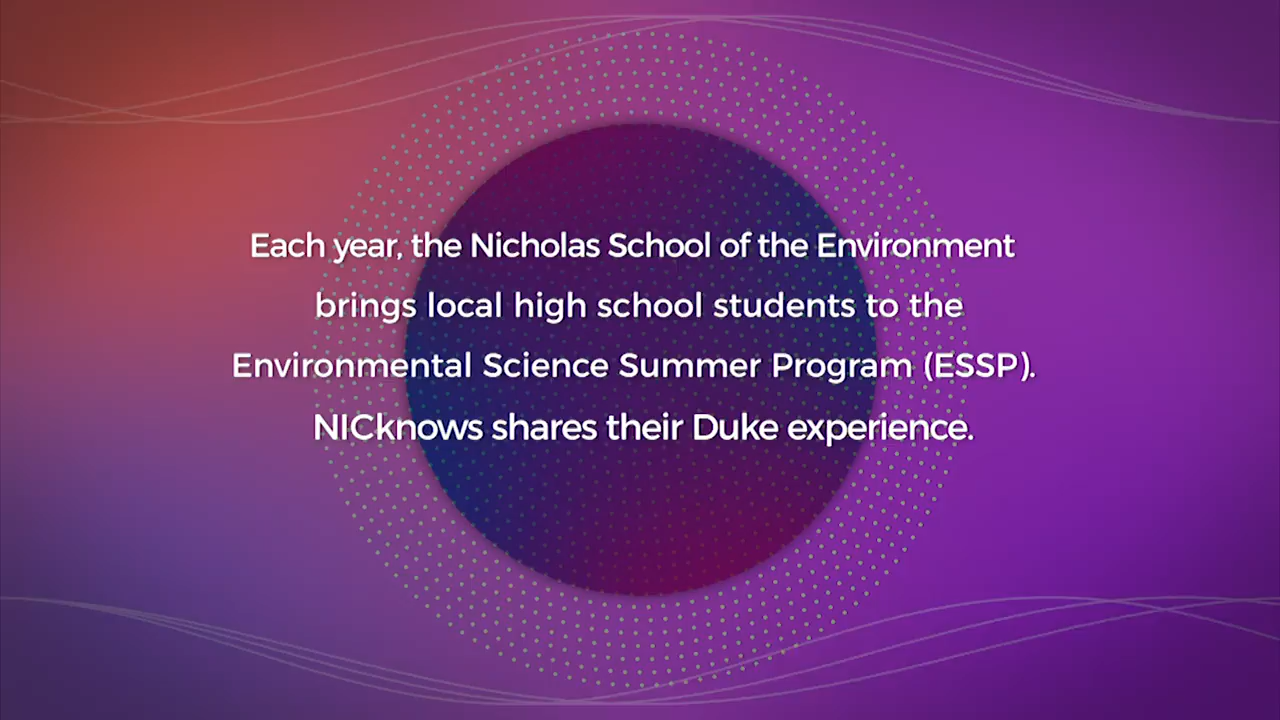 Each year, the Nicholas School of the Environment
brings local high school students to the
Environmental Science Summer Program (ESSP).
NICknows shares their Duke experience.